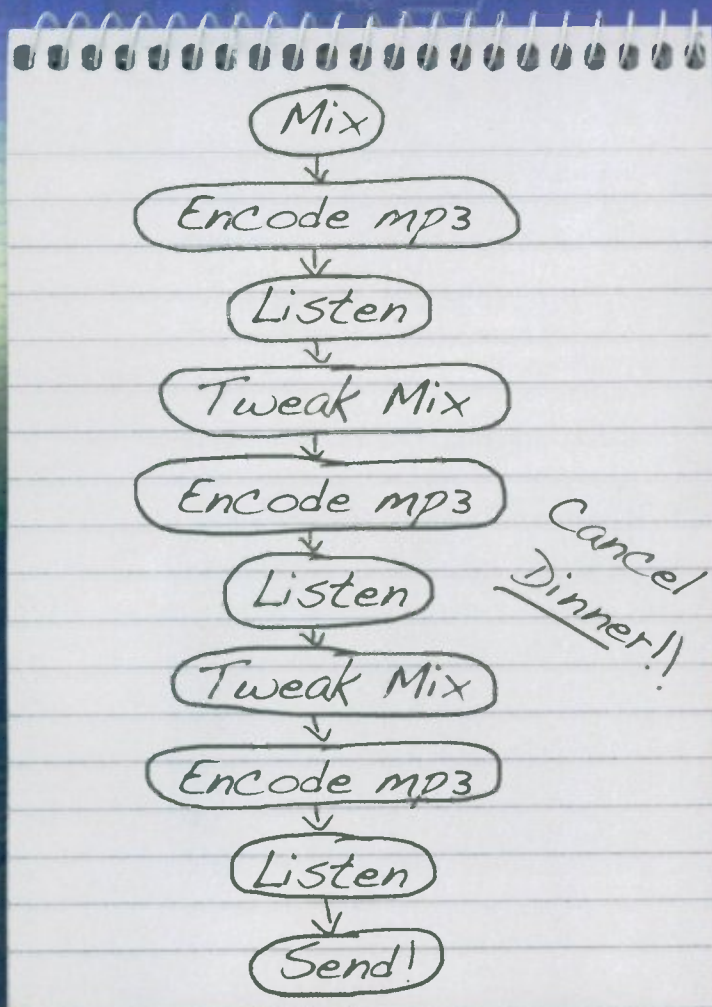 Mix
Encode mp3
Listen
Tweak Mix
Encode mp3
Cancel
Dinner!!
Listen
Tweak Mix
Encode mp3
Listen
Send!